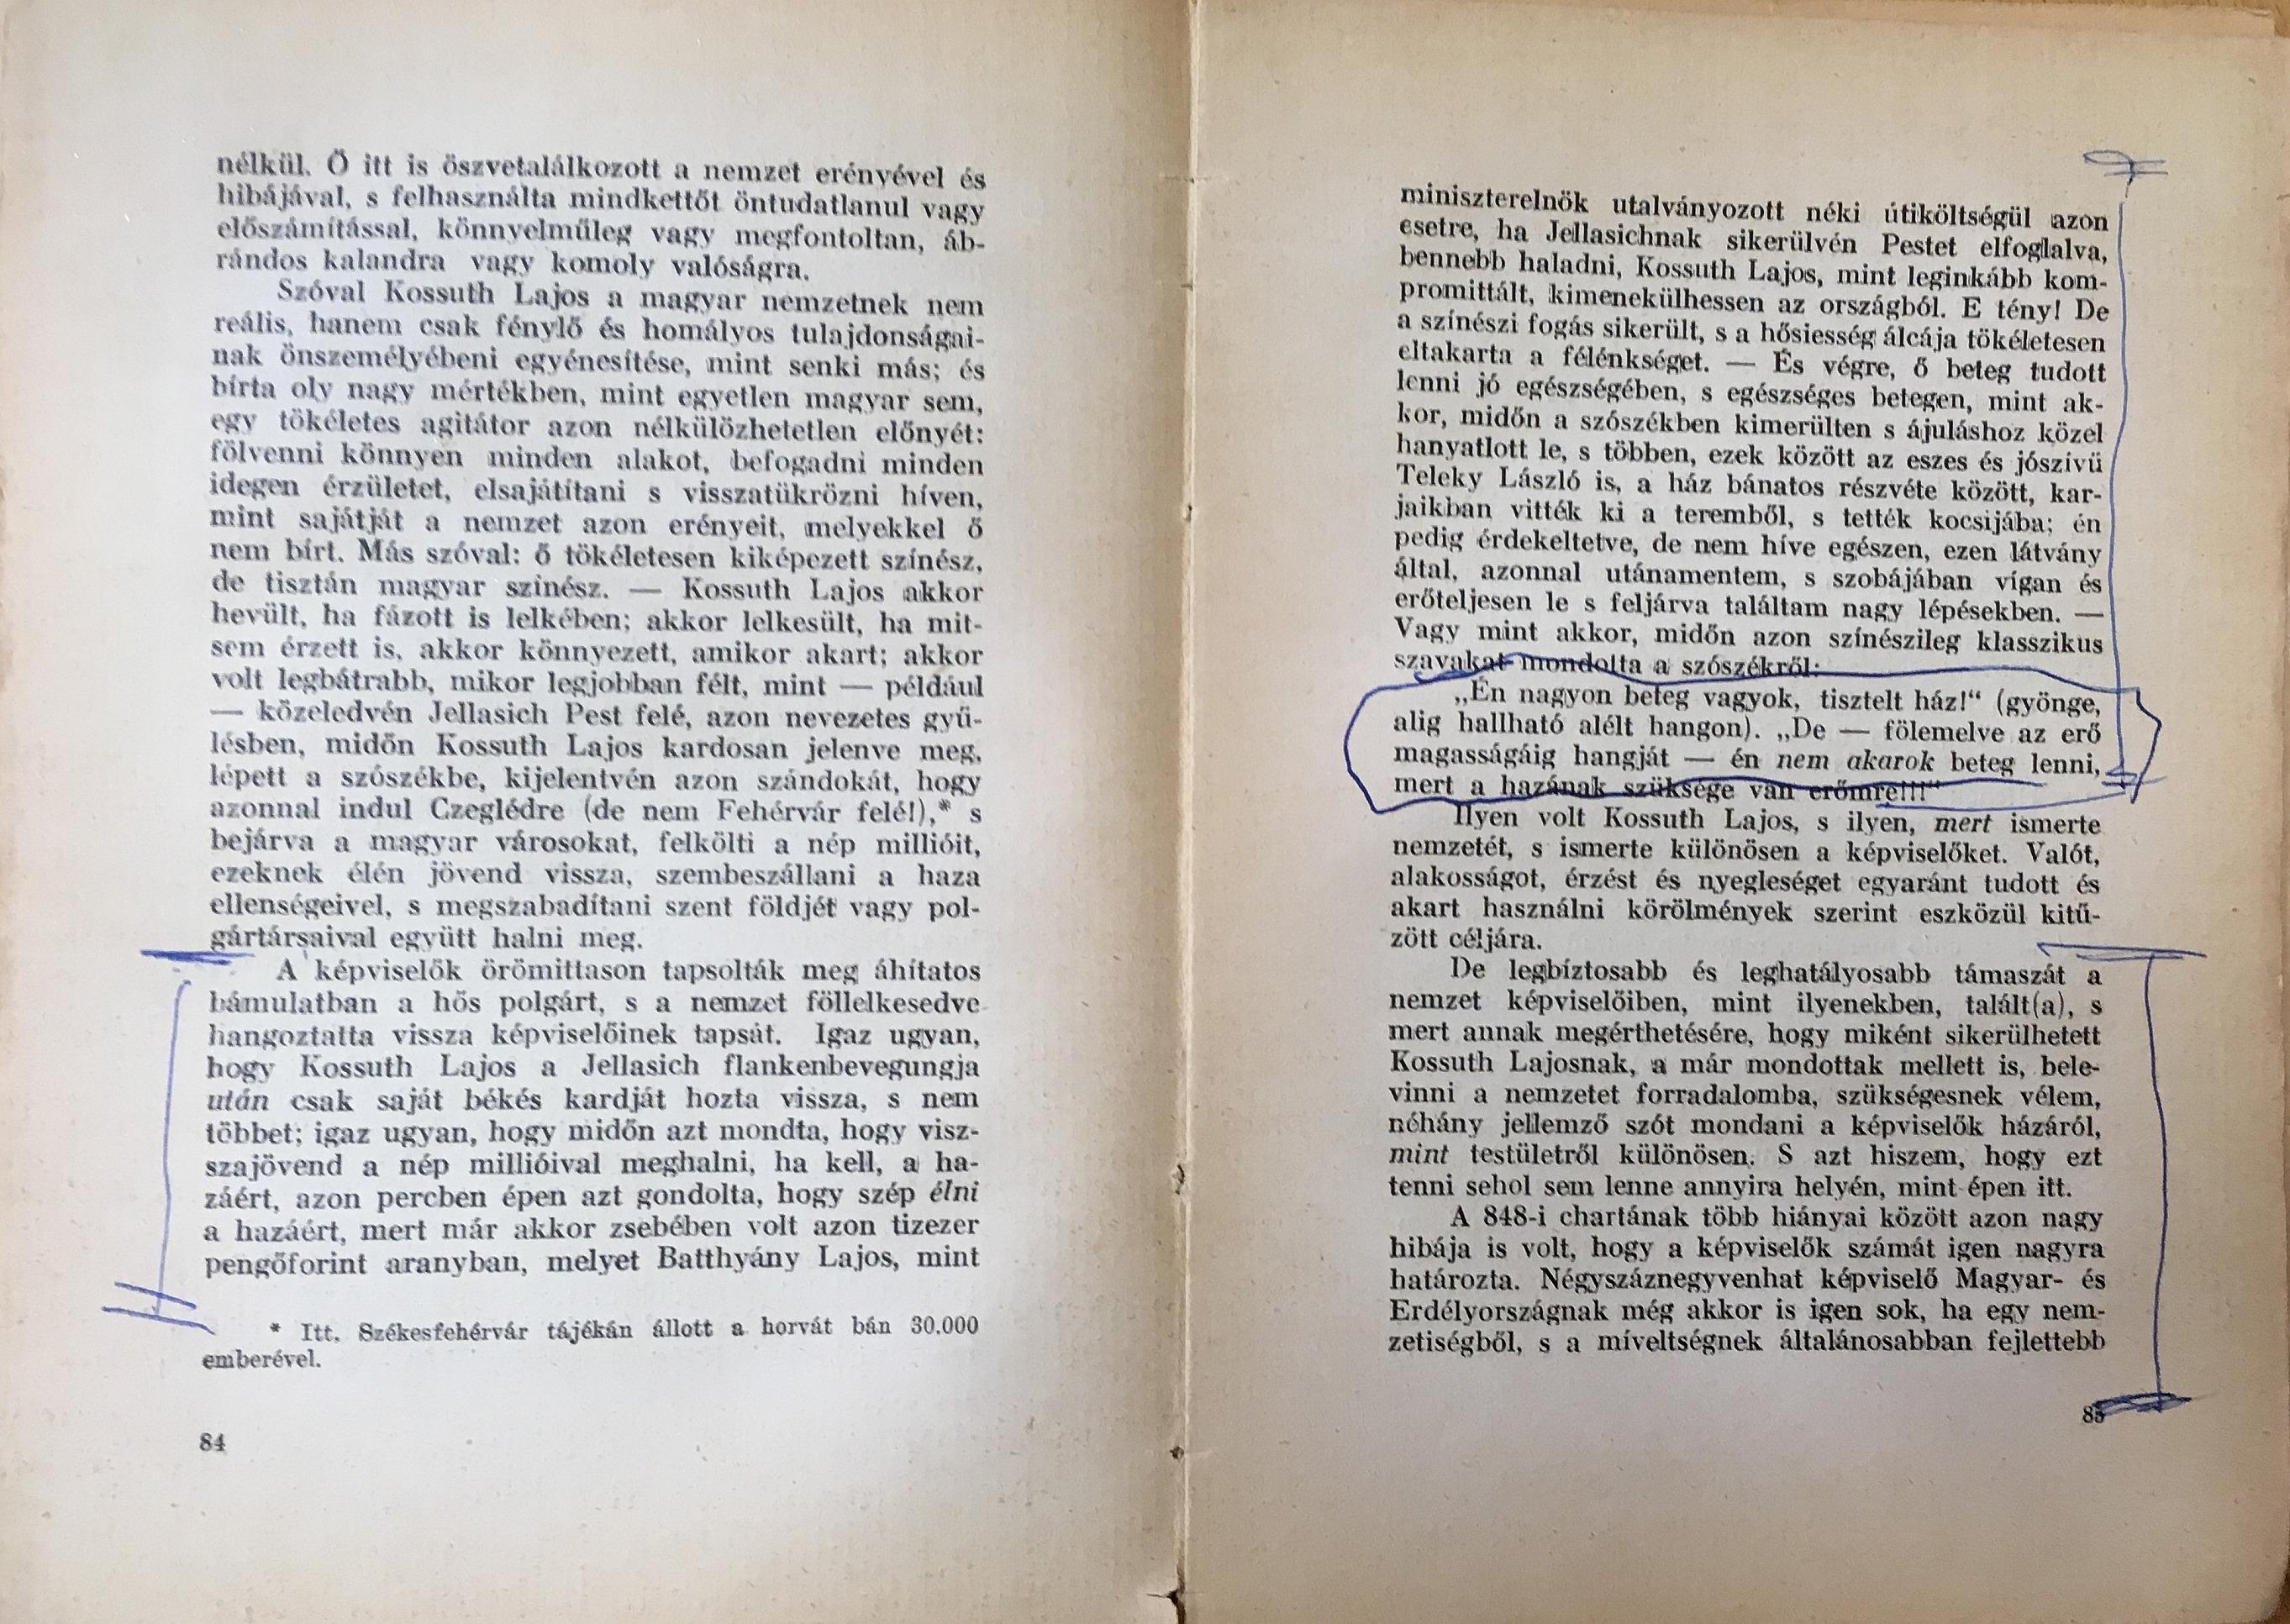 nélkül. Ő itt is öszvetalálkozott a nemzet erényével és
hibájával, s felhasználta mindkettőt öntudatlanul vagy
előszámítással, könnyelműleg vagy megfontoltan, áb-
rándos kalandra vagy komoly valóságra.
Szóval Kossuth Lajos a magyar nemzetnek nem
reális, hanem csak fénylő és homályos tulajdonságai-
nak önszemélyébeni egyénesítése, mint senki más; és
bírta oly nagy mértékben, mint egyetlen magyar sem,
egy tökéletes agitátor azon nélkülözhetetlen előnyét:
fölvenni könnyen minden alakot, befogadni minden
idegen érzületet, elsajátítani s visszatükrözni híven,
mint sajátját a nemzet azon erényeit, melyekkel ő
nem bírt. Más szóval: ő tökéletesen kiképezett színész,
de tisztán magyar színész. — Kossuth Lajos akkor
hevült, ha fázott is lelkében; akkor lelkesült, ha mit-
sem érzett is, akkor könnyezett, amikor akart; akkor
volt legbátrabb, mikor legjobban félt, mint — például
— közeledvén Jellasich Pest felé, azon nevezetes gyű-
lésben, midőn Kossuth Lajos kardosan jelenve meg,
lépett a szószékbe, kijelentvén azon szándokát, hogy
azonnal indul Czeglédre (de nem Fehérvár felé!),* s
bejárva a magyar városokat, felkölti a nép millióit,
ezeknek élén jövend vissza, szembeszállani a haza
ellenségeivel, s megszabadítani szent földjét vagy pol-
gártársaival együtt halni meg.
A képviselők örömittason tapsolták meg áhítatos
bámulatban a hős polgárt, s a nemzet föllelkesedve
hangoztatta vissza képviselőinek tapsát. Igaz ugyan,
hogy Kossuth Lajos a Jellasich flankenbevegungja
után csak saját békés kardját hozta vissza, s nem
többet; igaz ugyan, hogy midőn azt mondta, hogy visz-
szajövend a nép millióival meghalni, ha kell, a ha-
záért, azon percben épen azt gondolta, hogy szép élni
a hazáért, mert már akkor zsebében volt azon tizezer
pengőforint aranyban, melyet Batthyány Lajos, mint
* Itt, Székesfehérvár tájékán állott a horvát bán 30.000
emberével.
84
miniszterelnök utalványozott néki útiköltségül azon
esetre, ha Jellasichnak sikerülvén Pestet elfoglalva,
bennebb haladni, Kossuth Lajos, mint leginkább kom-
promittált, kimenekülhessen az országból. E tény! De
a színészi fogás sikerült, s a hősiesség álcája tökéletesen
eltakarta a félénkséget. — És végre, ő beteg tudott
lenni jó egészségében, s egészséges betegen, mint ak-
kor, midőn a szószékben kimerülten s ájuláshoz közel
hanyatlott le, s többen, ezek között az eszes és jószívü
Teleky László is, a ház bánatos részvéte között, kar-
jaikban vitték ki a teremből, s tették kocsijába; én
pedig érdekeltetve, de nem híve egészen, ezen látvány
által, azonnal utánamentem, s szobájában vígan és
erőteljesen le s feljárva találtam nagy lépésekben. —
Vagy mint akkor, midőn azon színészileg klasszikus
szavakat mondotta a szószékről:
„Én nagyon beteg vagyok, tisztelt ház!“ (gyönge,
alig hallható alélt hangon). „De — fölemelve az erő
magasságáig hangját — én nem akarok beteg lenni,
mert a hazának szüksége van erőmre!!!“
Ilyen volt Kossuth Lajos, s ilyen, mert ismerte
nemzetét, s ismerte különösen a képviselőket. Valót,
alakosságot, érzést és nyegleséget egyaránt tudott és
akart használni körölmények szerint eszközül kitű-
zött céljára.
De legbíztosabb és leghatályosabb támaszát a
nemzet képviselőiben, mint ilyenekben, talált(a), s
mert annak megérthetésére, hogy miként sikerülhetett
Kossuth Lajosnak, a már mondottak mellett is, bele-
vinni a nemzetet forradalomba, szükségesnek vélem,
néhány jellemző szót mondani a képviselők házáról,
mint testületről különösen. S azt hiszem, hogy ezt
tenni sehol sem lenne annyira helyén, mint épen itt.
A 848-i chartának több hiányai között azon nagy
hibája is volt, hogy a képviselők számát igen nagyra
határozta. Négyszáznegyvenhat képviselő Magyar- és
Erdélyországnak még akkor is igen sok, ha egy nem-
zetiségből, s a míveltségnek általánosabban fejlettebb
85